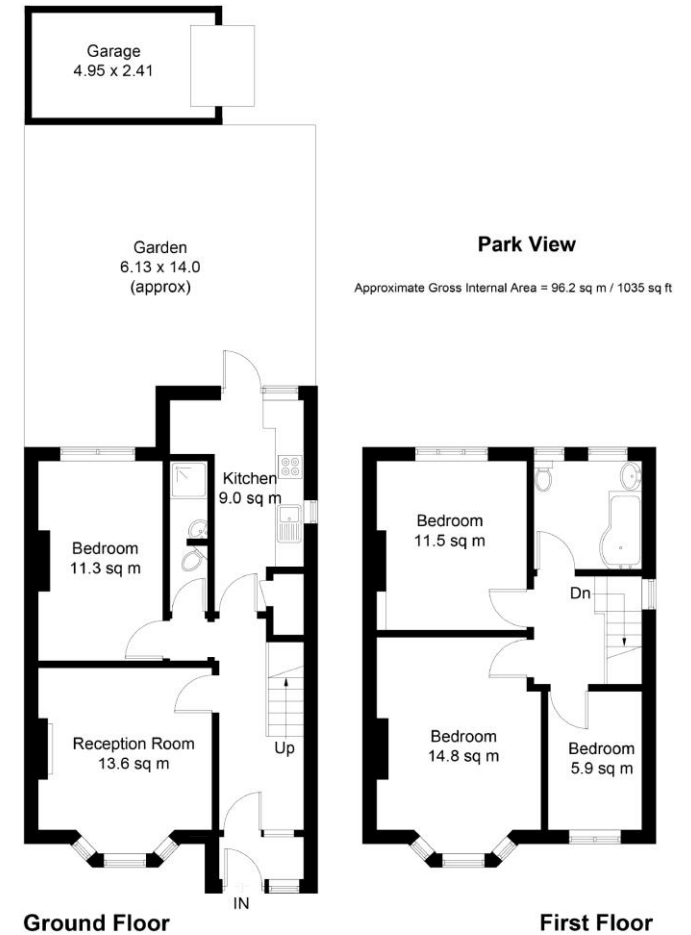 Garage
4.95 x 2.41
Garden
6.13 x 14.0
(approx)
Park View
Approximate Gross Internal Area = 96.2 sq m / 1035 sq ft
Kitchen
9.0 sq m
Bedroom
11.3 sq m
Reception Room
13.6 sq m
Up
IN
Ground Floor
Bedroom
11.5 sq m
Dn
Bedroom
14.8 sq m
Bedroom
5.9 sq m
First Floor